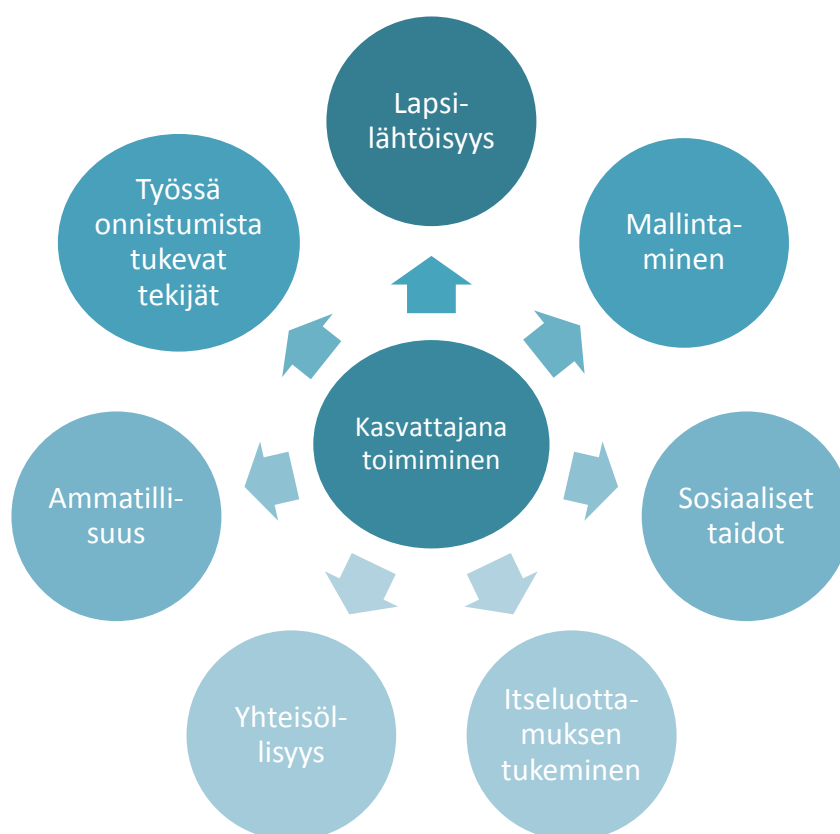 Lapsi-
lähtöisyys
Mallinta-
minen
Sosiaaliset
taidot
Itseluotta-
muksen
tukeminen
Yhteisöl-
lisyys
Ammatilli-
suus
Työssä
onnistumista
tukevat
tekijät
Kasvattajana
toimiminen